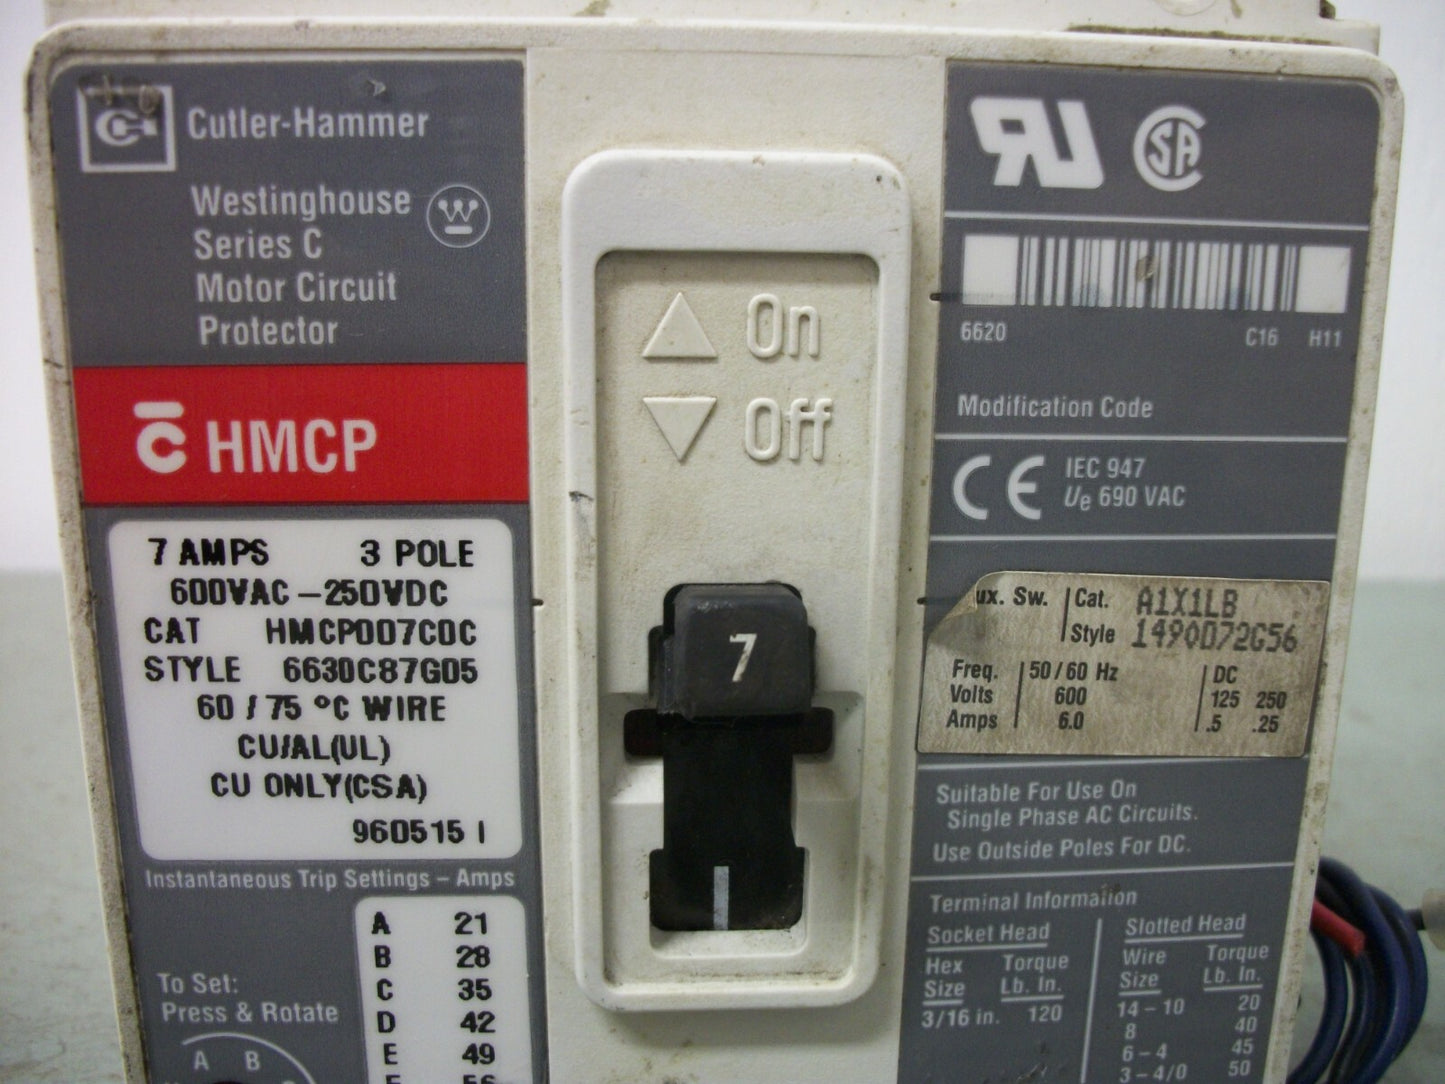 Cutler-Hammer
Westinghouse
Series C
Motor Circuit
Protector
C HMCP
7 AMPS 3 POLE
600VAC-250VDC
CAT HMCP007C0C
STYLE 6630C87G05
60 / 75 °C WIRE
CU/AL(UL)
CU ONLY(CSA)
960515 I
Instantaneous Trip Settings - Amps
A 21
B 28
C 35
D 42
E 49
To Set:
Press & Rotate
A B
On
Off
7
CSA
6620 C16 H11
Modification Code
CE IEC 947
Ue 690 VAC
Sw. Cat. A1X1LB
Style 1490D72G56
Freq. 50/60 Hz DC
Volts 600 125 250
Amps 6.0 .5 .25
Suitable For Use On
Single Phase AC Circuits.
Use Outside Poles For DC.
Terminal Information
Socket Head Slotted Head
Hex Torque Wire Torque
Size Lb. In. Size Lb. In.
3/16 in. 120 14 - 10 20
8 40
6 - 4 45
3 - 4/0 50